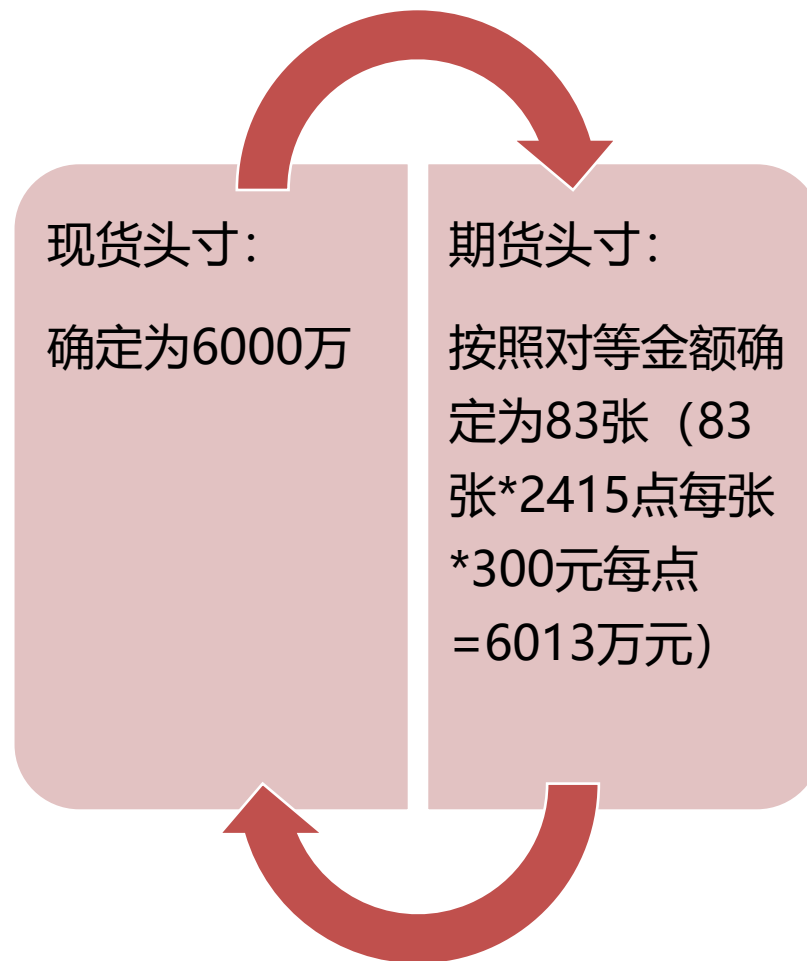 现货头寸：
确定为6000万
期货头寸：
按照对等金额确
定为83张（83
张*2415点每张
*300元每点
=6013万元）